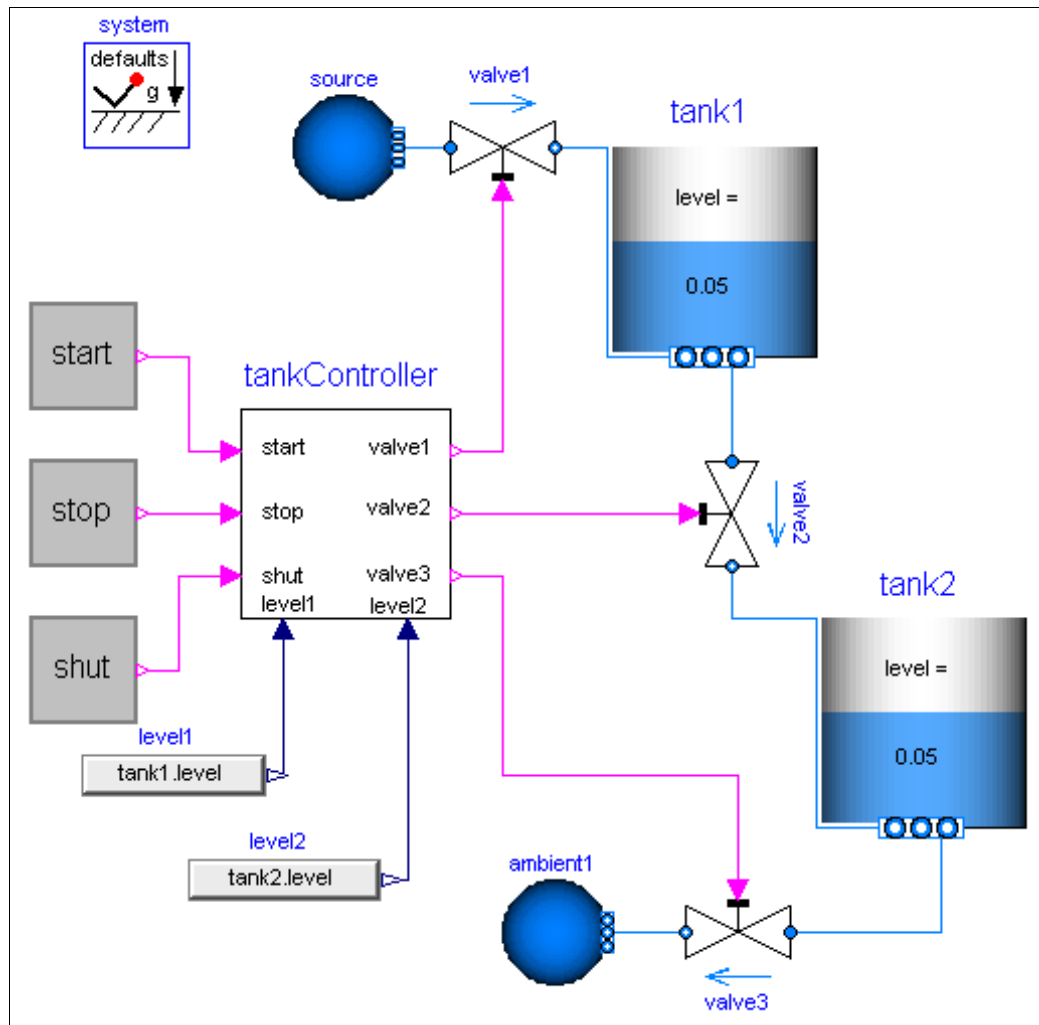 system
defaults
g
source
valve1
tank1
level =
0.05
start
tankController
start
valve1
stop
stop
valve2
valve2
shut
valve3
level1
level2
shut
tank2
level =
0.05
level1
tank1.level
level2
tank2.level
ambient1
valve3